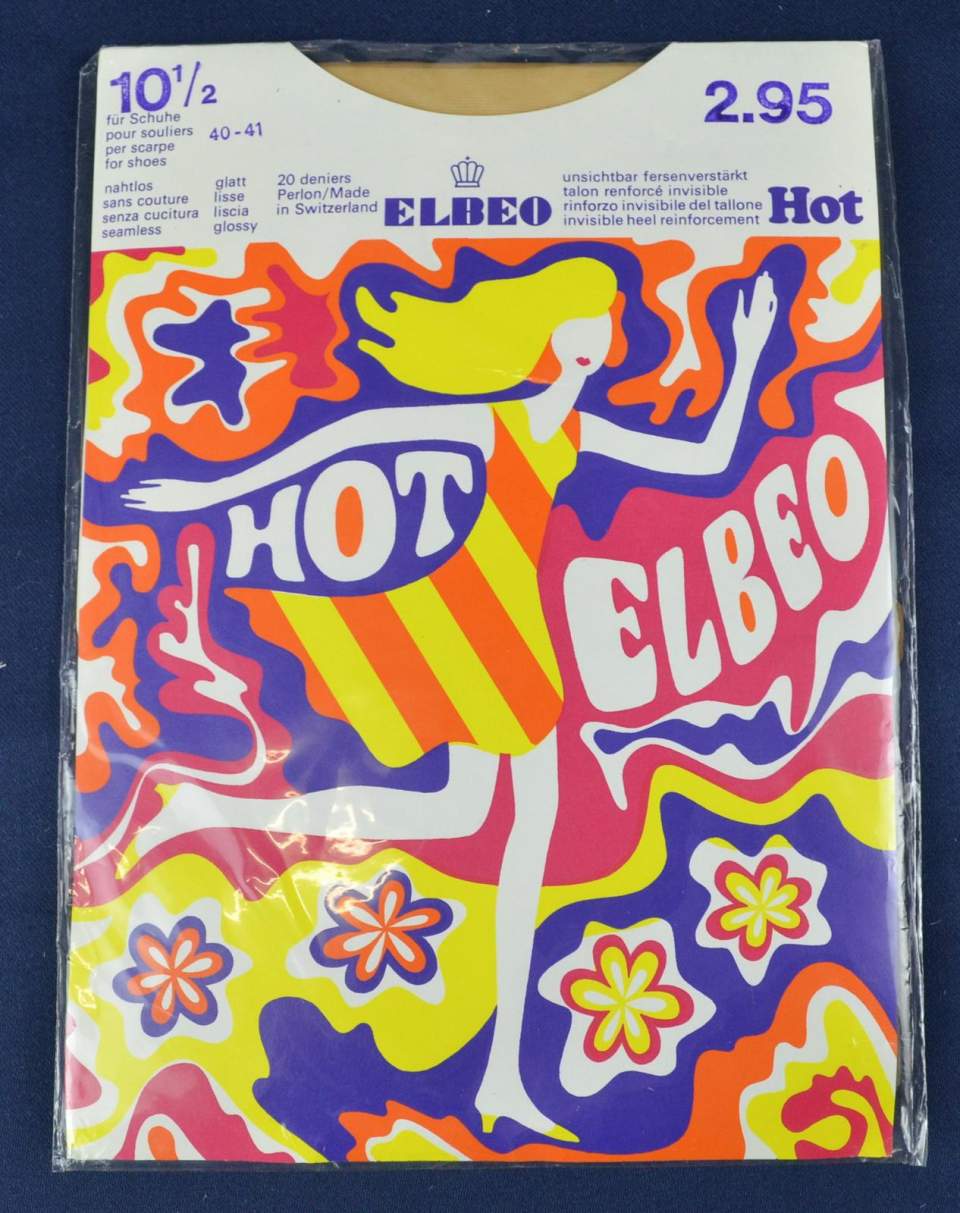 10 1/2
für Schuhe
pour souliers
per scarpe
for shoes
40-41
2.95
nahtlos
sans couture
senza cucitura
seamless
glatt
lisse
liscia
glossy
20 deniers
Perlon/Made
in Switzerland
ELBEO
unsichtbar fersenverstärkt
talon renforcé invisible
rinforzo invisibile del tallone
invisible heel reinforcement
Hot
HOT
ELBEO